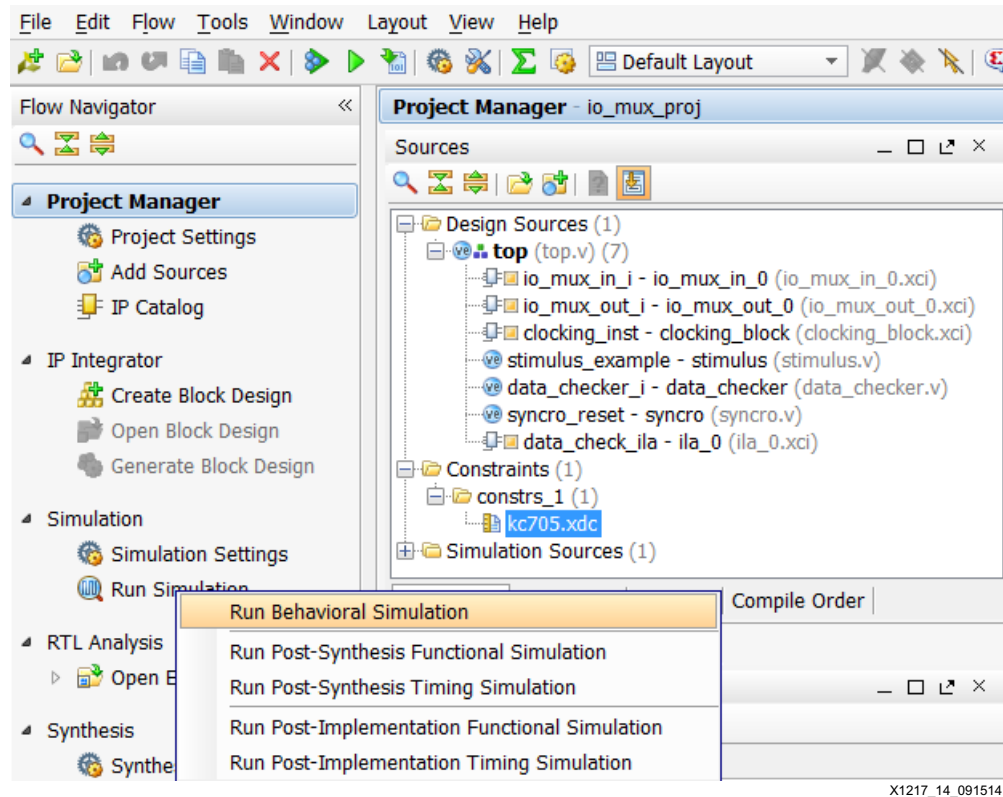 File Edit Flow Tools Window Layout View Help
Default Layout
Flow Navigator
Project Manager
Project Settings
Add Sources
IP Catalog
IP Integrator
Create Block Design
Open Block Design
Generate Block Design
Simulation
Simulation Settings
Run Simulation
RTL Analysis
Open E
Synthesis
Synthe
Project Manager - io_mux_proj
Sources
Design Sources (1)
top (top.v) (7)
io_mux_in_i - io_mux_in_0 (io_mux_in_0.xci)
io_mux_out_i - io_mux_out_0 (io_mux_out_0.xci)
clocking_inst - clocking_block (clocking_block.xci)
stimulus_example - stimulus (stimulus.v)
data_checker_i - data_checker (data_checker.v)
syncro_reset - syncro (syncro.v)
data_check_ila - ila_0 (ila_0.xci)
Constraints (1)
constrs_1 (1)
kc705.xdc
Simulation Sources (1)
Compile Order
Run Behavioral Simulation
Run Post-Synthesis Functional Simulation
Run Post-Synthesis Timing Simulation
Run Post-Implementation Functional Simulation
Run Post-Implementation Timing Simulation
X1217_14_091514